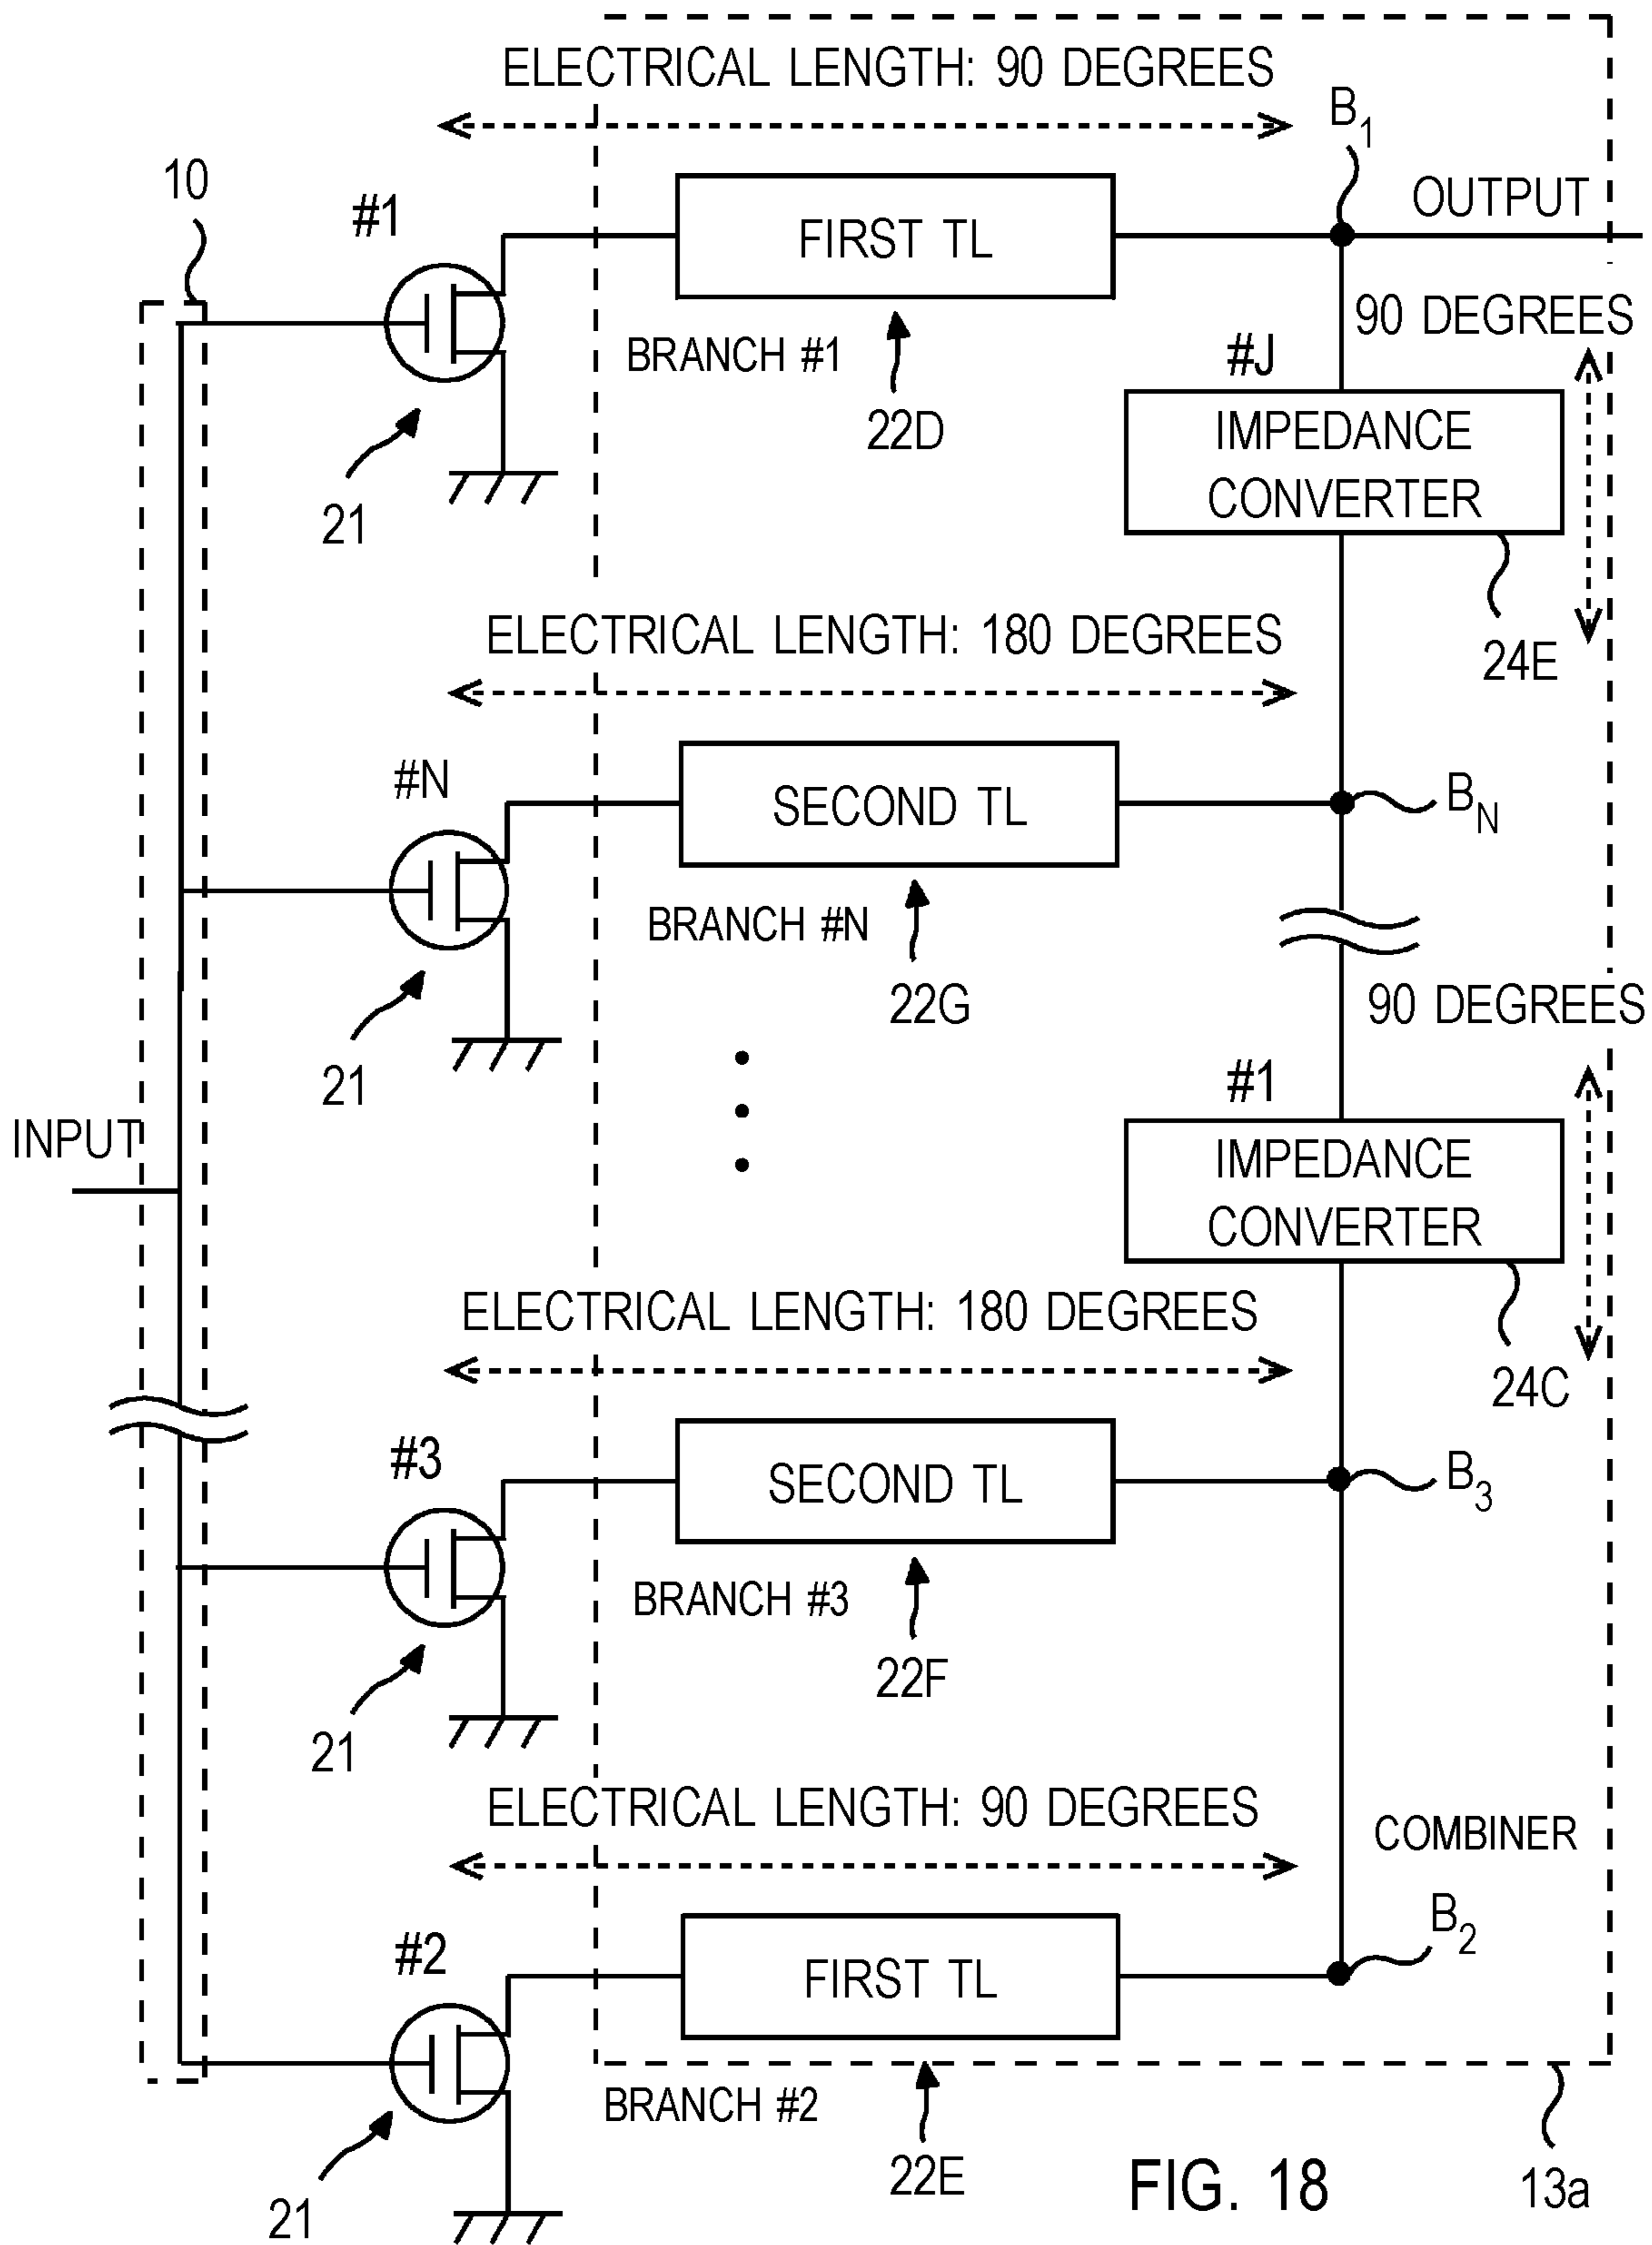 ELECTRICAL LENGTH: 90 DEGREES
B1
10
#1
OUTPUT
FIRST TL
90 DEGREES
BRANCH #1
#J
22D
IMPEDANCE
CONVERTER
21
ELECTRICAL LENGTH: 180 DEGREES
24E
#N
SECOND TL
BN
BRANCH #N
22G
90 DEGREES
21
#1
INPUT
IMPEDANCE
CONVERTER
ELECTRICAL LENGTH: 180 DEGREES
24C
#3
SECOND TL
B3
BRANCH #3
22F
21
ELECTRICAL LENGTH: 90 DEGREES
COMBINER
B2
#2
FIRST TL
BRANCH #2
22E
21
FIG. 18
13a